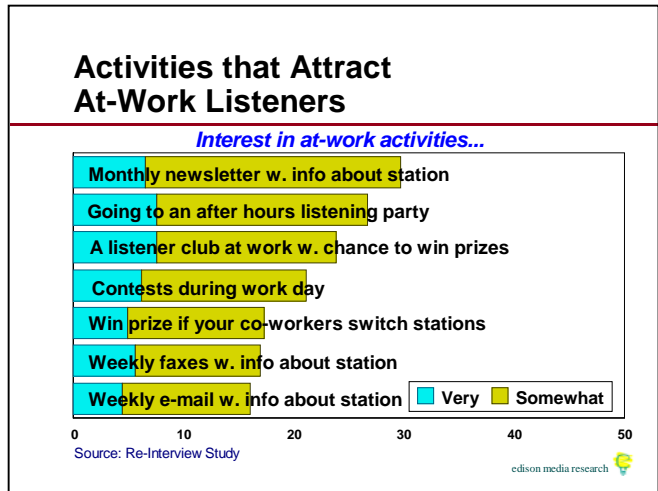 Activities that Attract
At-Work Listeners
Interest in at-work activities...
Monthly newsletter w. info about station
Going to an after hours listening party
A listener club at work w. chance to win prizes
Contests during work day
Win prize if your co-workers switch stations
Weekly faxes w. info about station
Weekly e-mail w. info about station
Very Somewhat
0 10 20 30 40 50
Source: Re-Interview Study
edison media research